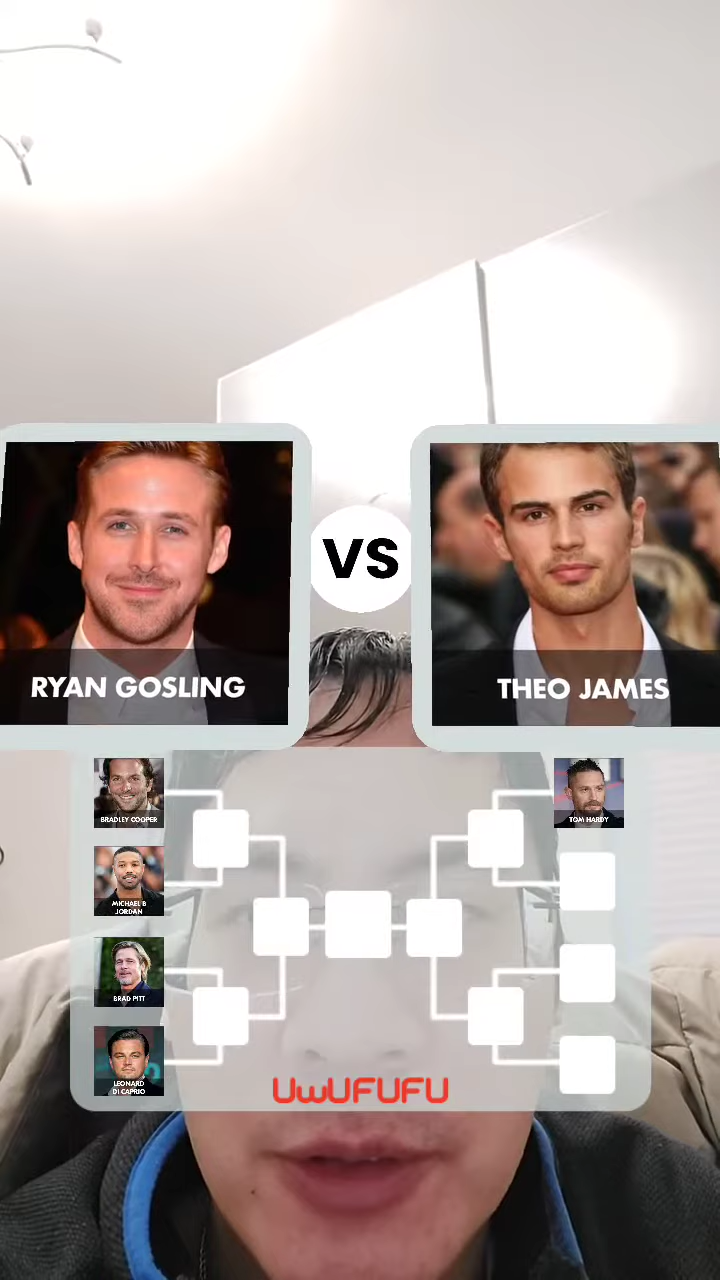 VS
RYAN GOSLING
THEO JAMES
BRADLEY COOPER
TOM HARDY
MICHAEL B
JORDAN
BRAD PITT
LEONARD
DI CAPRIO
UwUFUFU